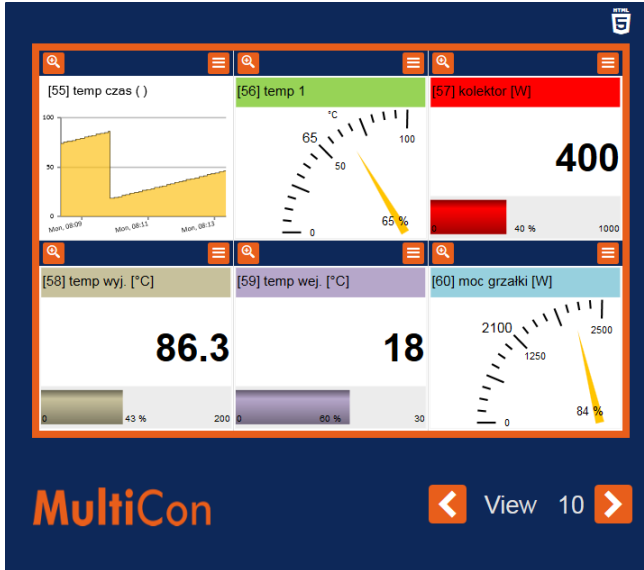 HTML
5
[55] temp czas ( )
100
50
0
Mon, 08:09
Mon, 08:11
Mon, 08:13
[56] temp 1
°C
65
100
50
0
65 %
[57] kolektor [W]
400
0
40 %
1000
[58] temp wyj. [°C]
86.3
0
43 %
200
[59] temp wej. [°C]
18
0
60 %
30
[60] moc grzałki [W]
2100
2500
1250
0
84 %
MultiCon
View 10